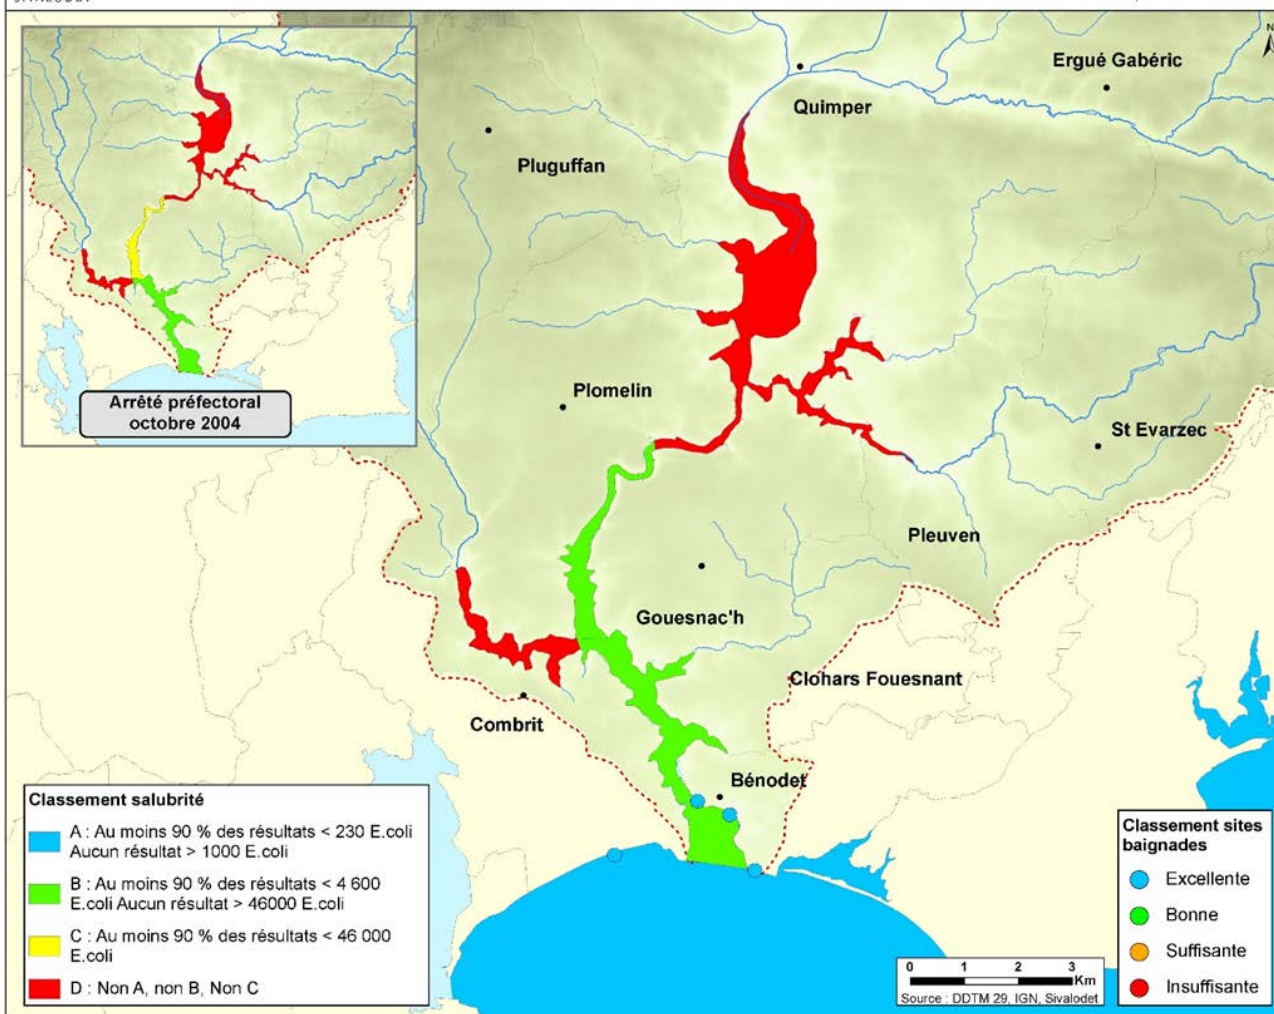 N
Ergué Gabéric
Quimper
Pluguffan
Plomelin
St Evarzec
Pleuven
Gouesnac'h
Clohars Fouesnant
Combrit
Bénodet
Arrêté préfectoral
octobre 2004
Classement salubrité
A : Au moins 90 % des résultats < 230 E.coli
Aucun résultat > 1000 E.coli
B : Au moins 90 % des résultats < 4 600
E.coli Aucun résultat > 46000 E.coli
C : Au moins 90 % des résultats < 46 000
E.coli
D : Non A, non B, Non C
Classement sites
baignades
Excellente
Bonne
Suffisante
Insuffisante
0 1 2 3
Km
Source : DDTM 29, IGN, Sivalodet